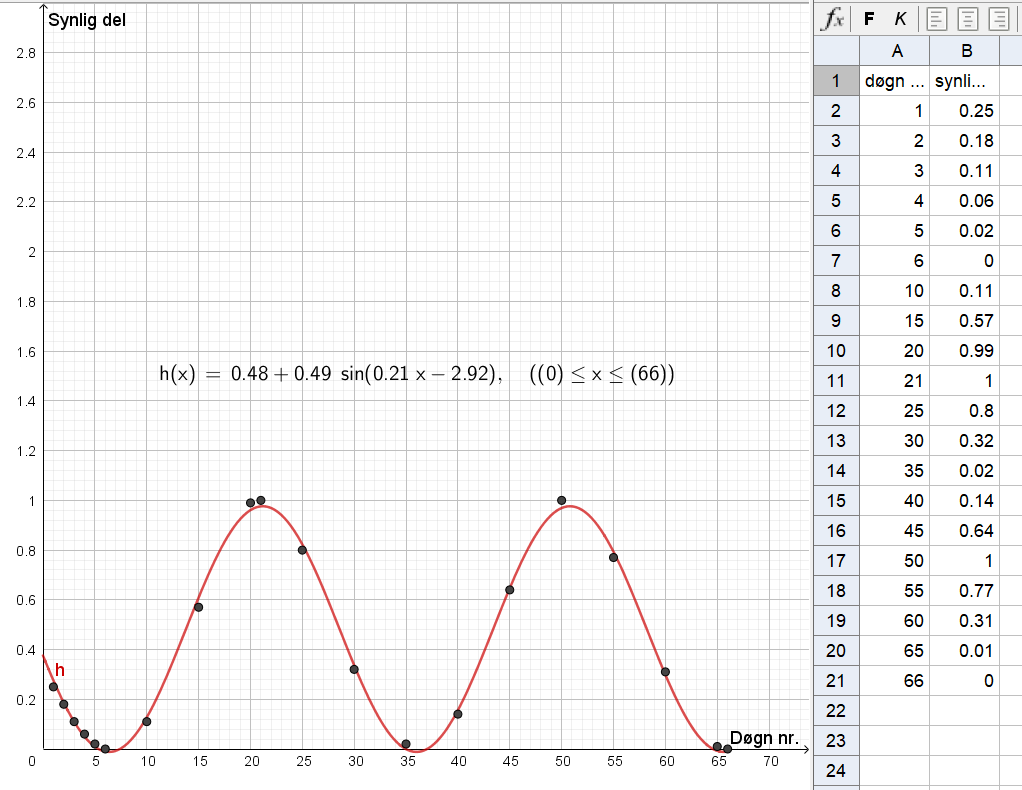 Synlig del
2.8
2.6
2.4
2.2
2
1.8
1.6
h(x) = 0.48 + 0.49 sin(0.21 x − 2.92), ((0) ≤ x ≤ (66))
1.4
1.2
1
0.8
0.6
0.4
h
0.2
Døgn nr.
0 5 10 15 20 25 30 35 40 45 50 55 60 65 70
fx F K
A B
1 døgn ... synli...
2 1 0.25
3 2 0.18
4 3 0.11
5 4 0.06
6 5 0.02
7 6 0
8 10 0.11
9 15 0.57
10 20 0.99
11 21 1
12 25 0.8
13 30 0.32
14 35 0.02
15 40 0.14
16 45 0.64
17 50 1
18 55 0.77
19 60 0.31
20 65 0.01
21 66 0
22
23
24